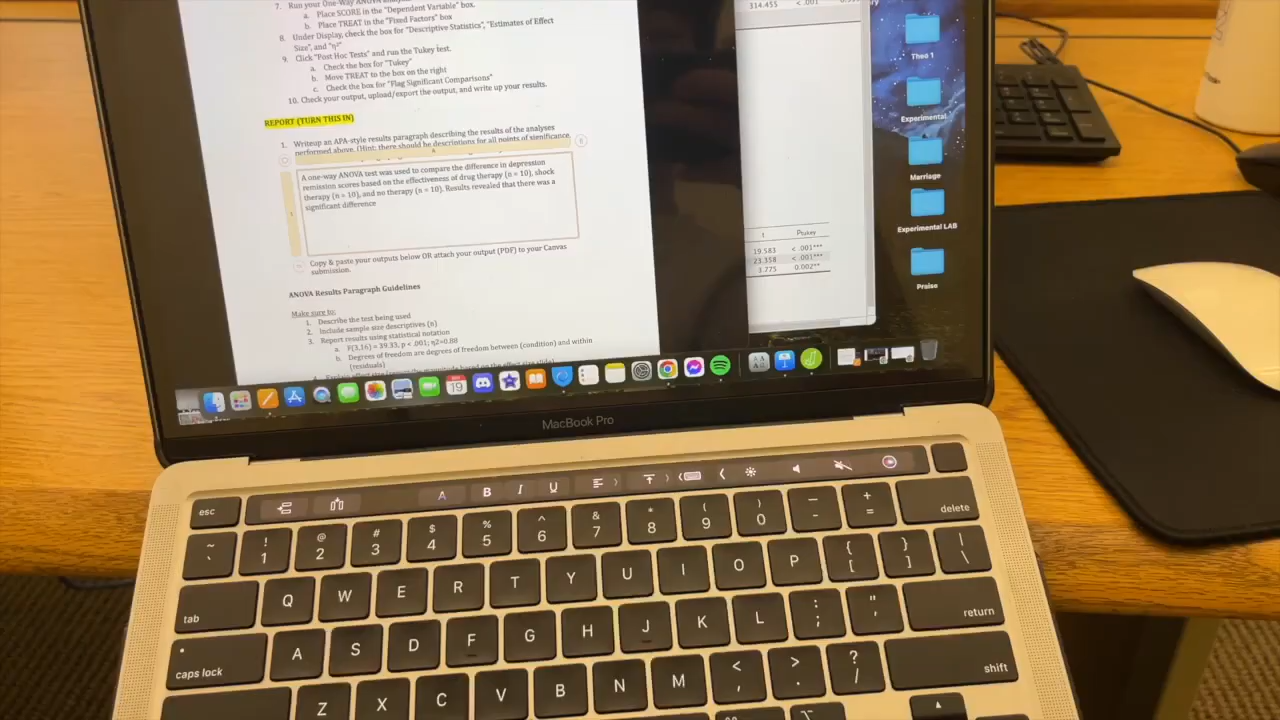 7. Run your One-Way ANOVA
a. Place SCORE in the "Dependent Variable" box.
b. Place TREAT in the "Fixed Factors" box
8. Under Display, check the box for "Descriptive Statistics", "Estimates of Effect
Size", and "η²"
9. Click "Post Hoc Tests" and run the Tukey test.
a. Check the box for "Tukey"
b. Move TREAT to the box on the right
c. Check the box for "Flag Significant Comparisons"
10. Check your output, upload/export the output, and write up your results.
REPORT (TURN THIS IN)
1. Writeup an APA-style results paragraph describing the results of the analyses
performed above. (Hint: there should be descriptions for all points of significance.
A one-way ANOVA test was used to compare the difference in depression
remission scores based on the effectiveness of drug therapy (n = 10), shock
therapy (n = 10), and no therapy (n = 10). Results revealed that there was a
significant difference
Copy & paste your outputs below OR attach your output (PDF) to your Canvas
submission.
ANOVA Results Paragraph Guidelines
Make sure to:
1. Describe the test being used
2. Include sample size descriptives (n)
3. Report results using statistical notation
a. F(3,16) = 39.33, p < .001; η2=0.88
b. Degrees of freedom are degrees of freedom between (condition) and within
(residuals)
314.455 < .001
t Ptukey
19.583 < .001***
23.358 < .001***
3.775 0.002**
Theo 1
Experimental
Marriage
Experimental LAB
Praise
19
MacBook Pro
esc
A B I U
~ ! @ # $ % ^ & * ( ) — +
` 1 2 3 4 5 6 7 8 9 0 - = delete
tab Q W E R T Y U I O P { [ } ] | \
caps lock A S D F G H J K L : ; " ' return
Z X C V B N M < , > . ? / shift